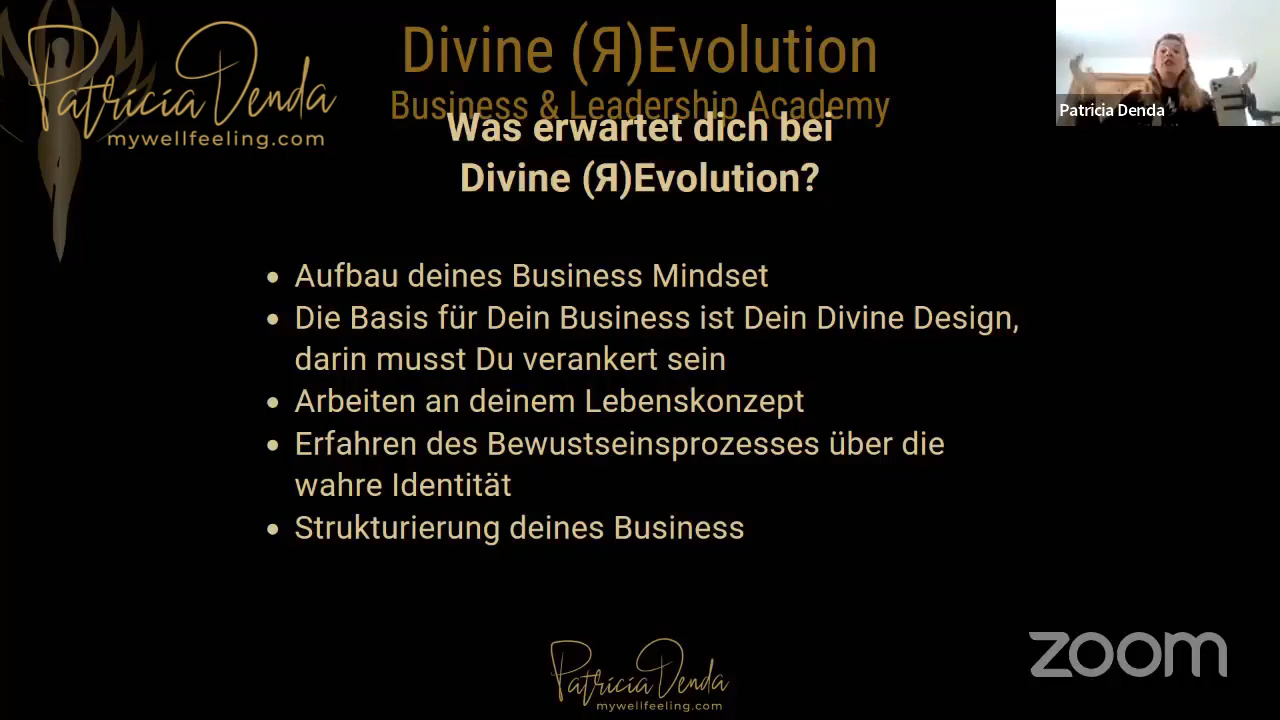 Patricia Denda
mywellfeeling.com
Divine (Я)Evolution
Business & Leadership Academy
Was erwartet dich bei
Divine (Я)Evolution?
Patricia Denda
• Aufbau deines Business Mindset
• Die Basis für Dein Business ist Dein Divine Design,
darin musst Du verankert sein
• Arbeiten an deinem Lebenskonzept
• Erfahren des Bewustseinsprozesses über die
wahre Identität
• Strukturierung deines Business
Patricia Denda
mywellfeeling.com
zoom